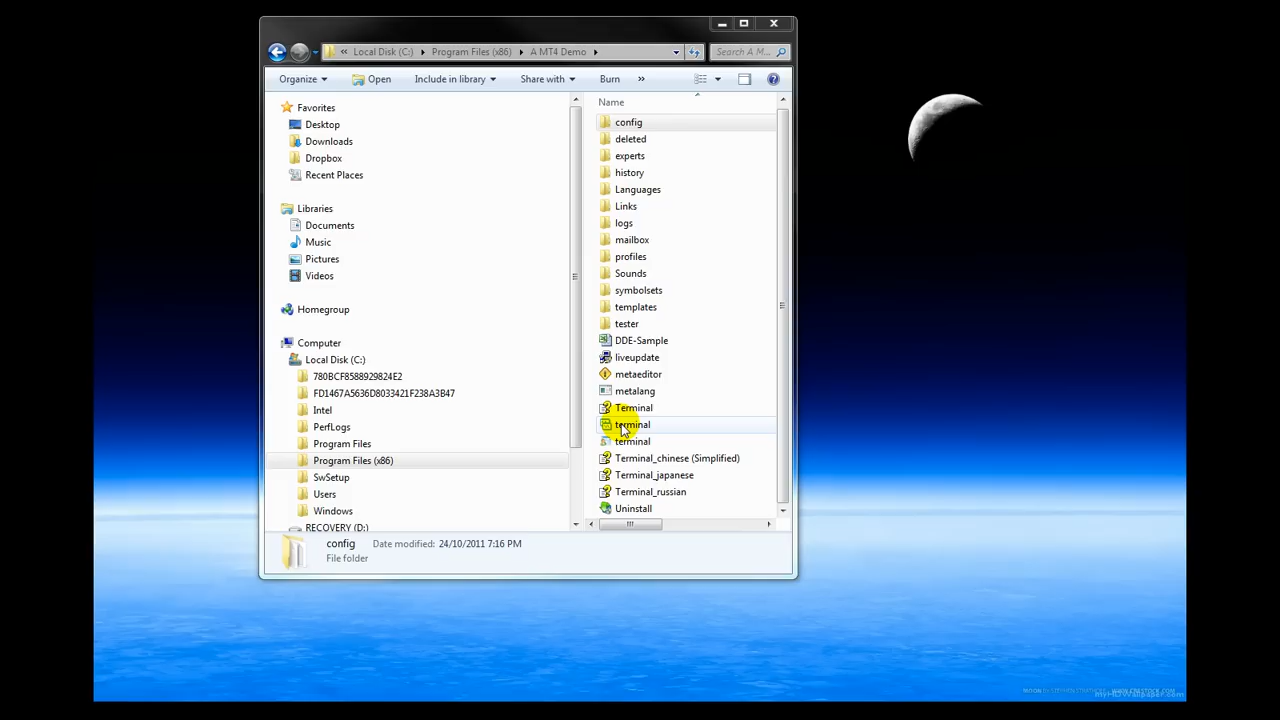 « Local Disk (C:) ▸ Program Files (x86) ▸ A MT4 Demo ▸ Search A M...
Organize Open Include in library Share with Burn »
Name
Favorites
Desktop
Downloads
Dropbox
Recent Places
Libraries
Documents
Music
Pictures
Videos
Homegroup
Computer
Local Disk (C:)
780BCF8588929824E2
FD1467A5636D8033421F238A3B47
Intel
PerfLogs
Program Files
Program Files (x86)
SwSetup
Users
Windows
RECOVERY (D:)
config
deleted
experts
history
Languages
Links
logs
mailbox
profiles
Sounds
symbolsets
templates
tester
DDE-Sample
liveupdate
metaeditor
metalang
Terminal
terminal
terminal
Terminal_chinese (Simplified)
Terminal_japanese
Terminal_russian
Uninstall
config Date modified: 24/10/2011 7:16 PM
File folder